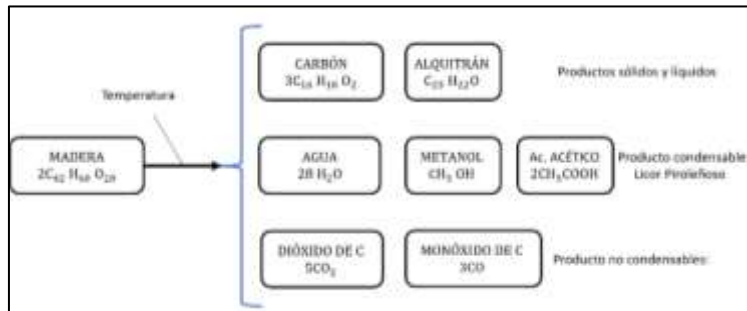 CARBÓN
3C₁₆ H₁₀ O₂
ALQUITRÁN
C₂₃ H₂₂O
Productos sólidos y líquidos
Temperatura
MADERA
2C₄₂ H₆₀ O₂₈
AGUA
28 H₂O
METANOL
CH₃ OH
Ac. ACÉTICO
2CH₃COOH
Producto condensable
Licor Piroleñoso
DIÓXIDO DE C
5CO₂
MONÓXIDO DE C
3CO
Producto no condensables: